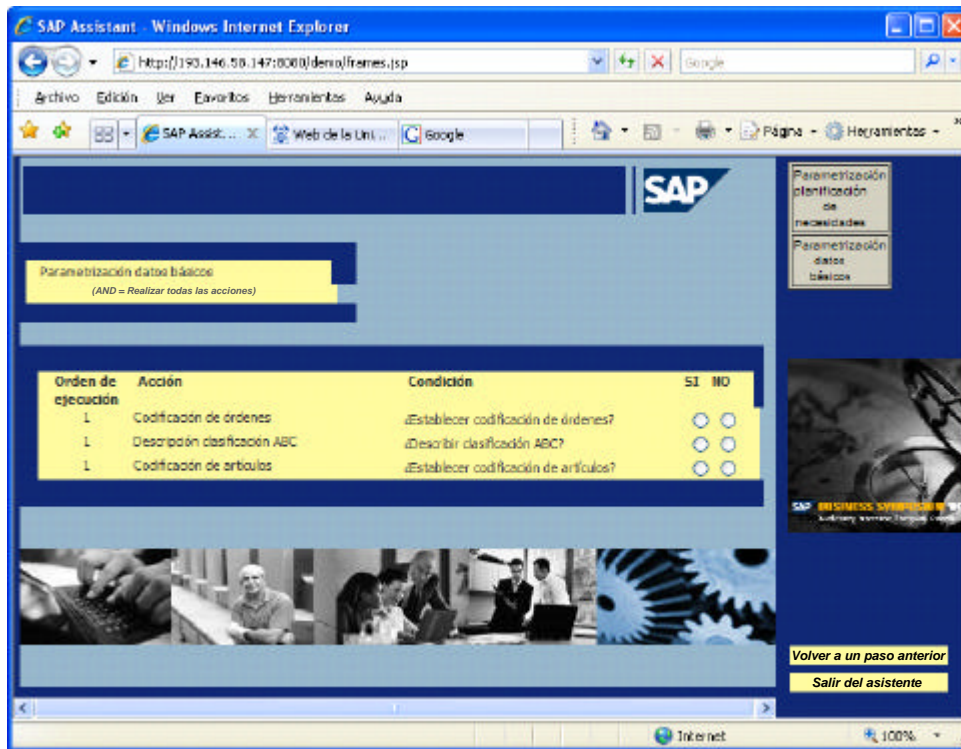 SAP Assistant - Windows Internet Explorer
http://193.146.58.147:8080/demo/frames.jsp
Google
Archivo Edición Ver Favoritos Herramientas Ayuda
SAP Assist... Web de la Uni... Google Página Herramientas
SAP
Parametrización
planificación
de
necesidades
Parametrización
datos
básicos
Parametrización datos básicos
(AND = Realizar todas las acciones)
Orden de ejecución Acción Condición SI NO
1 Codificación de órdenes ¿Establecer codificación de órdenes?
1 Descripción clasificación ABC ¿Describir clasificación ABC?
1 Codificación de artículos ¿Establecer codificación de artículos?
SAP BUSINESS SYMPOSIUM
Volver a un paso anterior
Salir del asistente
Internet 100%